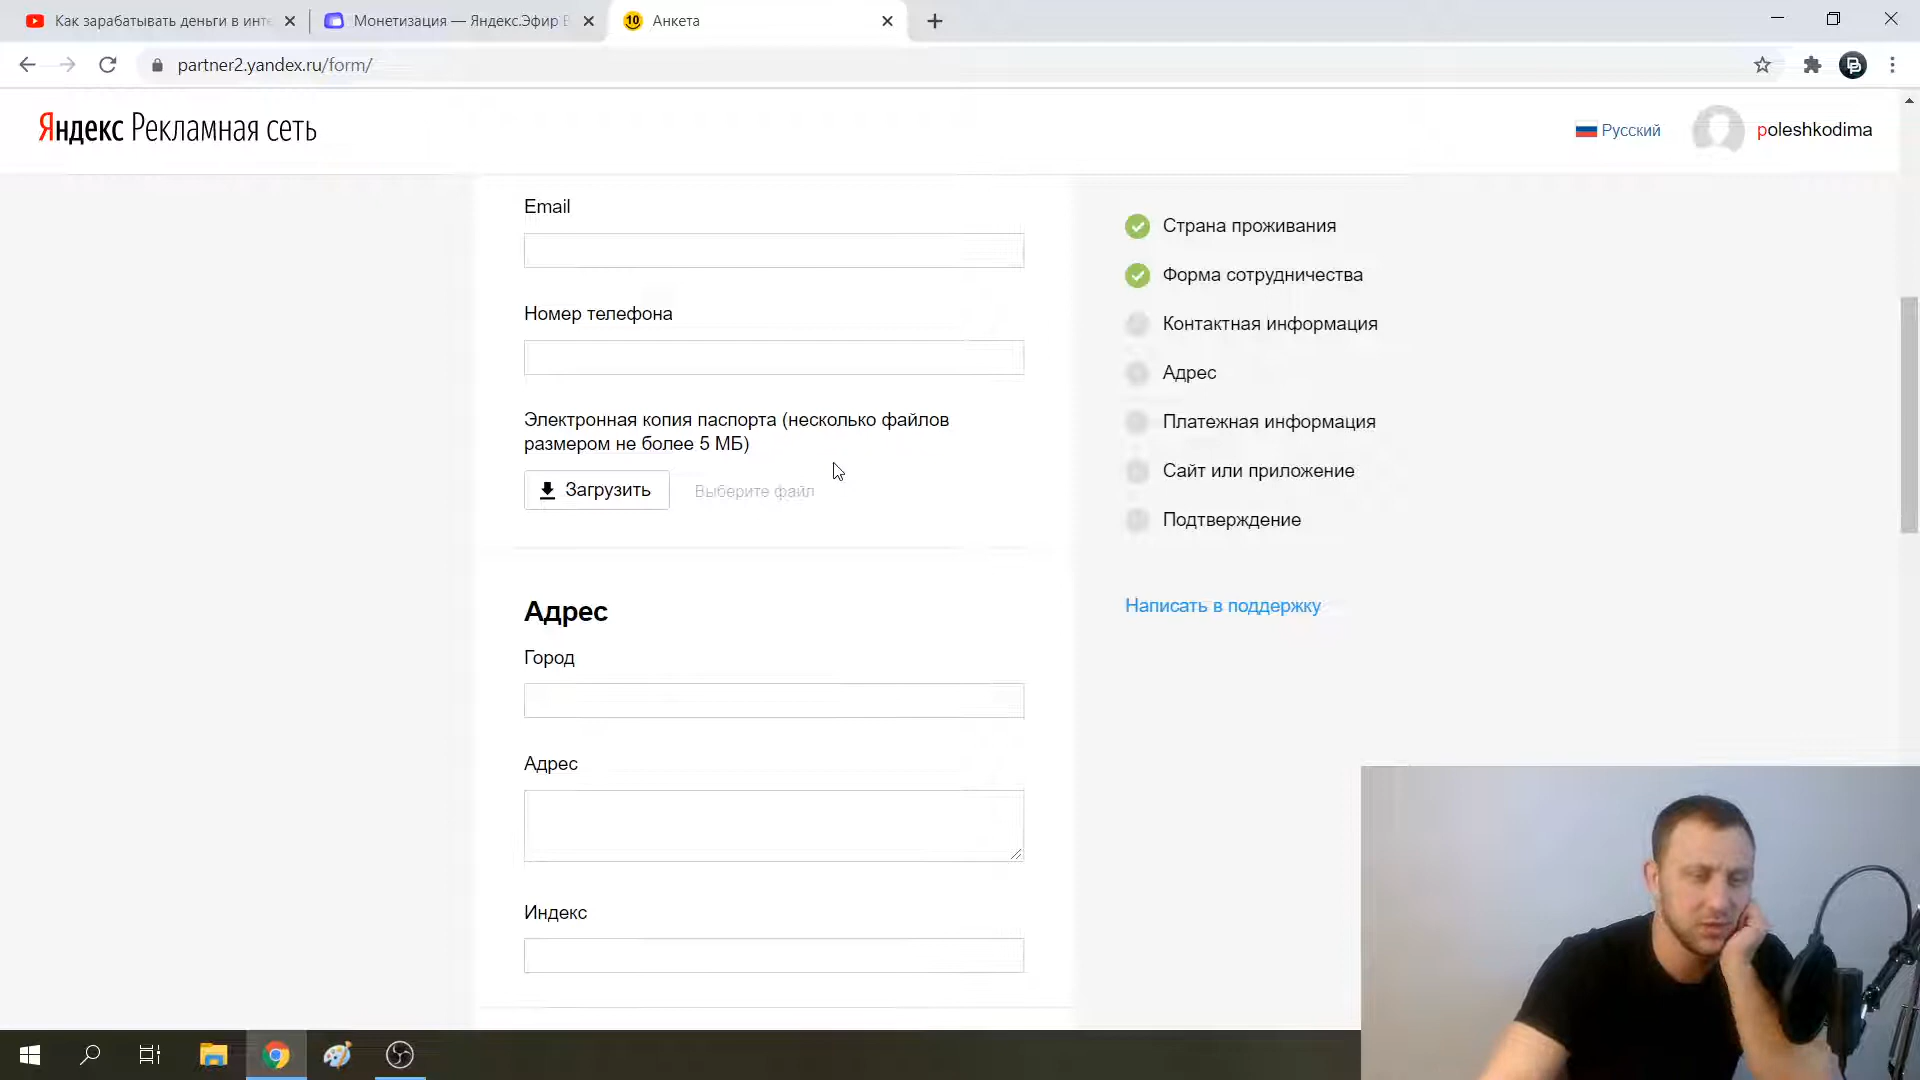 Как зарабатывать деньги в инте
Монетизация — Яндекс.Эфир
10 Анкета
partner2.yandex.ru/form/
Яндекс Рекламная сеть
Русский
poleshkodima
Email
Номер телефона
Электронная копия паспорта (несколько файлов
размером не более 5 МБ)
Загрузить
Выберите файл
Адрес
Город
Адрес
Индекс
Страна проживания
Форма сотрудничества
Контактная информация
Адрес
Платежная информация
Сайт или приложение
Подтверждение
Написать в поддержку